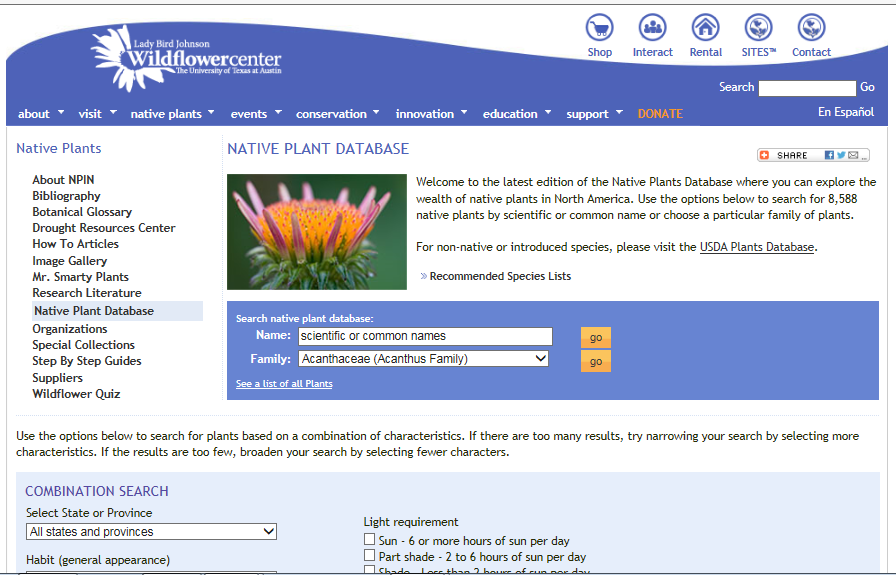 Lady Bird Johnson
Wildflowercenter
The University of Texas at Austin
Shop
Interact
Rental
SITES™
Contact
Search
Go
about
visit
native plants
events
conservation
innovation
education
support
DONATE
En Español
Native Plants
About NPIN
Bibliography
Botanical Glossary
Drought Resources Center
How To Articles
Image Gallery
Mr. Smarty Plants
Research Literature
Native Plant Database
Organizations
Special Collections
Step By Step Guides
Suppliers
Wildflower Quiz
NATIVE PLANT DATABASE
SHARE
Welcome to the latest edition of the Native Plants Database where you can explore the
wealth of native plants in North America. Use the options below to search for 8,588
native plants by scientific or common name or choose a particular family of plants.
For non-native or introduced species, please visit the USDA Plants Database.
» Recommended Species Lists
Search native plant database:
Name: scientific or common names go
Family: Acanthaceae (Acanthus Family) go
See a list of all Plants
Use the options below to search for plants based on a combination of characteristics. If there are too many results, try narrowing your search by selecting more
characteristics. If the results are too few, broaden your search by selecting fewer characters.
COMBINATION SEARCH
Select State or Province
All states and provinces
Habit (general appearance)
Light requirement
Sun - 6 or more hours of sun per day
Part shade - 2 to 6 hours of sun per day
Shade - Less than 2 hours of sun per day